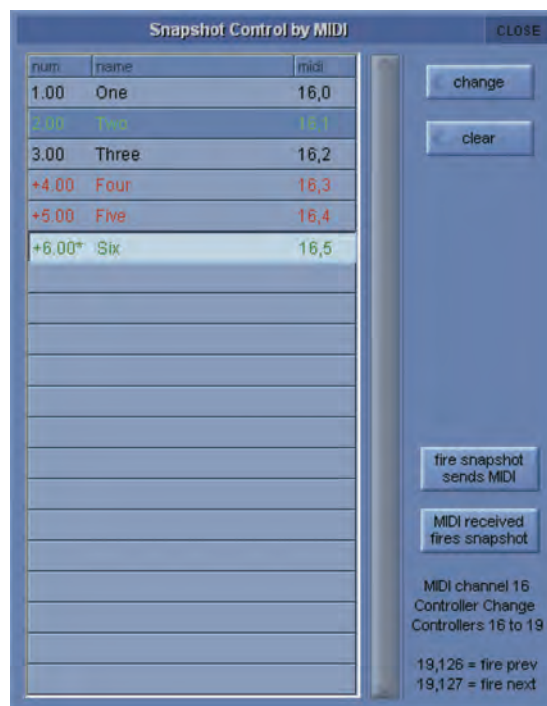 Snapshot Control by MIDI CLOSE
num name midi
1.00 One 16,0
2.00 Two 16,1
3.00 Three 16,2
+4.00 Four 16,3
+5.00 Five 16,4
+6.00* Six 16,5
change
clear
fire snapshot
sends MIDI
MIDI received
fires snapshot
MIDI channel 16
Controller Change
Controllers 16 to 19
19,126 = fire prev
19,127 = fire next